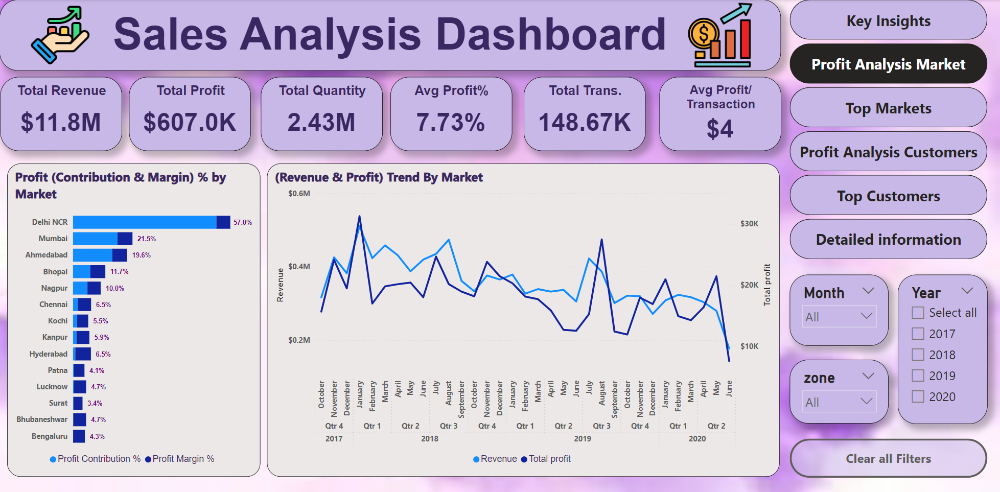 Sales Analysis Dashboard
Key Insights
Profit Analysis Market
Top Markets
Profit Analysis Customers
Top Customers
Detailed information
Total Revenue
$11.8M
Total Profit
$607.0K
Total Quantity
2.43M
Avg Profit%
7.73%
Total Trans.
148.67K
Avg Profit/
Transaction
$4
Profit (Contribution & Margin) % by
Market
Delhi NCR 57.0%
Mumbai 21.5%
Ahmedabad 19.6%
Bhopal 11.7%
Nagpur 10.0%
Chennai 6.5%
Kochi 5.5%
Kanpur 5.9%
Hyderabad 6.5%
Patna 4.1%
Lucknow 4.7%
Surat 3.4%
Bhubaneshwar 4.7%
Bengaluru 4.3%
Profit Contribution % Profit Margin %
(Revenue & Profit) Trend By Market
$0.6M
$0.4M
$0.2M
Revenue
$30K
$20K
$10K
Total profit
October November December January February March April May June July August September October November December January February March April May June July August September October November December January February March April May June
Qtr 4 Qtr 1 Qtr 2 Qtr 3 Qtr 4 Qtr 1 Qtr 2 Qtr 3 Qtr 4 Qtr 1 Qtr 2
2017 2018 2019 2020
Revenue Total profit
Month
All
zone
All
Year
Select all
2017
2018
2019
2020
Clear all Filters
$